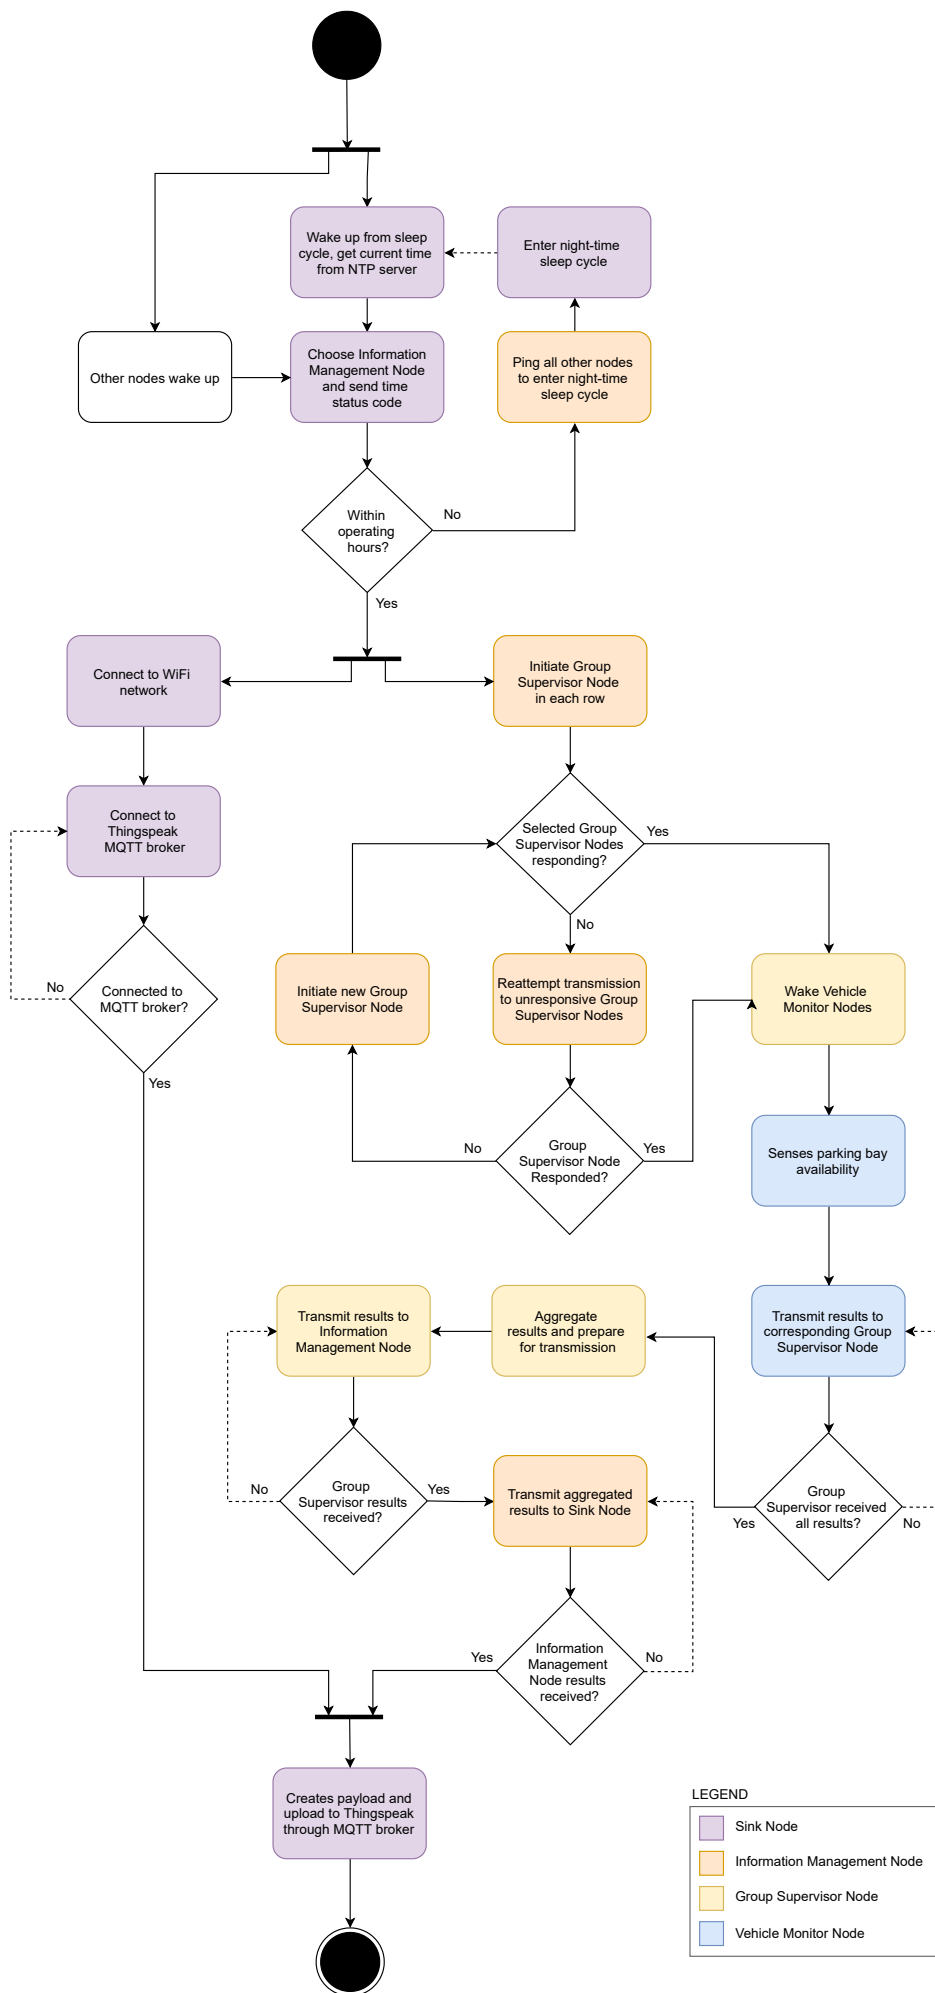 Wake up from sleep
cycle, get current time
from NTP server
Enter night-time
sleep cycle
Other nodes wake up
Choose Information
Management Node
and send time
status code
Ping all other nodes
to enter night-time
sleep cycle
Within
operating
hours?
No
Yes
Connect to WiFi
network
Initiate Group
Supervisor Node
in each row
Connect to
Thingspeak
MQTT broker
Selected Group
Supervisor Nodes
responding?
Yes
No
Connected to
MQTT broker?
No
Yes
Initiate new Group
Supervisor Node
Reattempt transmission
to unresponsive Group
Supervisor Nodes
Wake Vehicle
Monitor Nodes
No
Group
Supervisor Node
Responded?
Yes
Senses parking bay
availability
Transmit results to
Information
Management Node
Aggregate
results and prepare
for transmission
Transmit results to
corresponding Group
Supervisor Node
No
Group
Supervisor results
received?
Yes
Transmit aggregated
results to Sink Node
Yes
Group
Supervisor received
all results?
No
Yes
Information
Management
Node results
received?
No
Creates payload and
upload to Thingspeak
through MQTT broker
LEGEND
Sink Node
Information Management Node
Group Supervisor Node
Vehicle Monitor Node